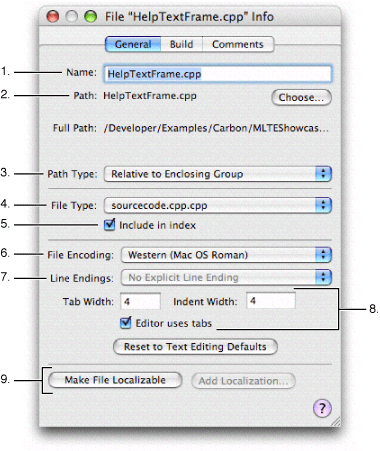 File “HelpTextFrame.cpp” Info
General Build Comments
1. Name: HelpTextFrame.cpp
2. Path: HelpTextFrame.cpp Choose...
Full Path: /Developer/Examples/Carbon/MLTEShowcas...
3. Path Type: Relative to Enclosing Group
4. File Type: sourcecode.cpp.cpp
5. Include in index
6. File Encoding: Western (Mac OS Roman)
7. Line Endings: No Explicit Line Ending
Tab Width: 4 Indent Width: 4
8.
Editor uses tabs
Reset to Text Editing Defaults
9. Make File Localizable Add Localization...
?